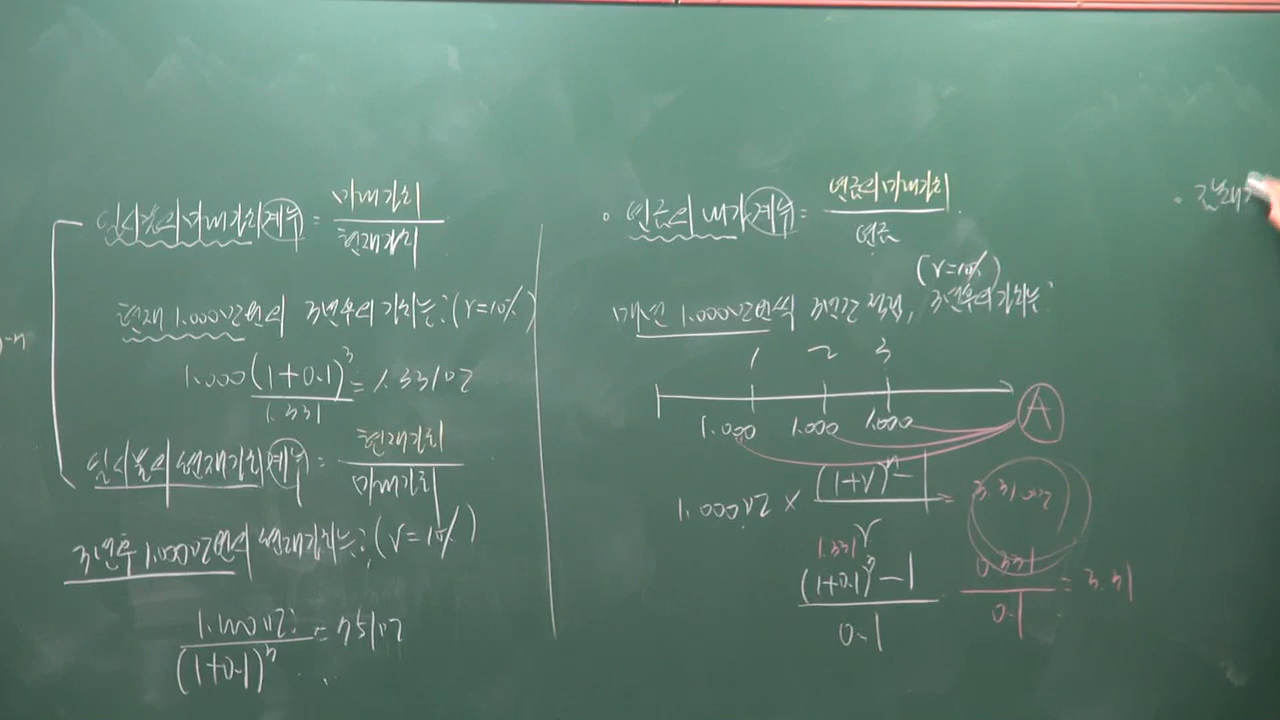 일시불의 미래가치계수 = 미래가치 / 현재가치
현재 1.000만원의 3년후의 가치는? (r=10%)
1.000(1+0.1)³ = 1.331만
1.331
일시불의 현재가치계수 = 현재가치 / 미래가치
3년후 1.000만원의 현재가치는? (r=10%)
1.000만 / (1+0.1)ⁿ = 751만
-n
• 연금의 내가계수 = 연금의 미래가치 / 연금
(r=10%)
매년 1.000만원씩 3년간 적립, 3년후의 가치는?
1 2 3
1.000 1.000 1.000 A
1.000만 × (1+r)ⁿ-1 / r = 3.310만
1.331
(1+0.1)³-1 / 0.1
0.331 / 0.1 = 3.31